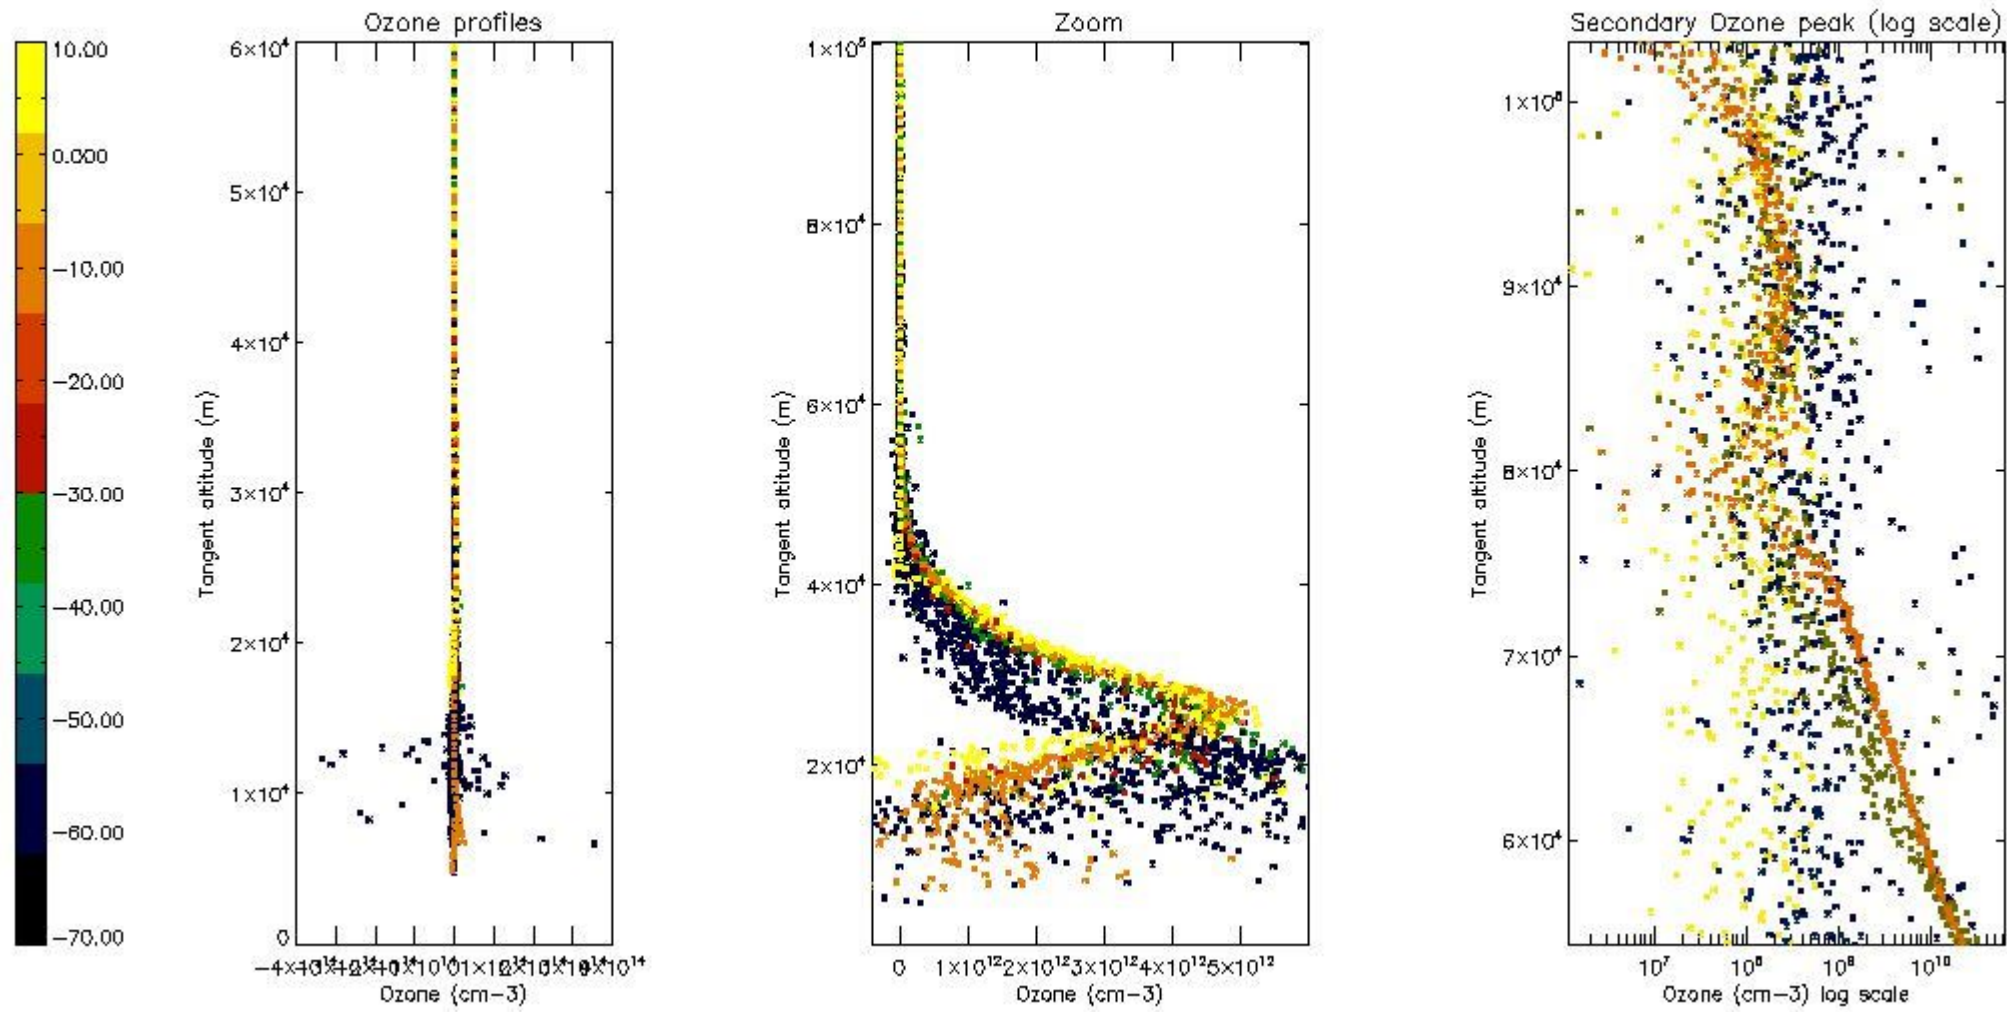 Ozone profiles
Zoom
Secondary Ozone peak (log scale)
10.00
0.000
−10.00
−20.00
−30.00
−40.00
−50.00
−60.00
−70.00
6×10⁴
5×10⁴
4×10⁴
3×10⁴
2×10⁴
1×10⁴
0
Tangent altitude (m)
Ozone (cm−3)
1×10⁵
8×10⁴
6×10⁴
4×10⁴
2×10⁴
Tangent altitude (m)
0 1×10¹² 2×10¹² 3×10¹² 4×10¹² 5×10¹²
Ozone (cm−3)
1×10⁵
9×10⁴
8×10⁴
7×10⁴
6×10⁴
Tangent altitude (m)
10⁷ 10⁸ 10⁹ 10¹⁰
Ozone (cm−3) log scale